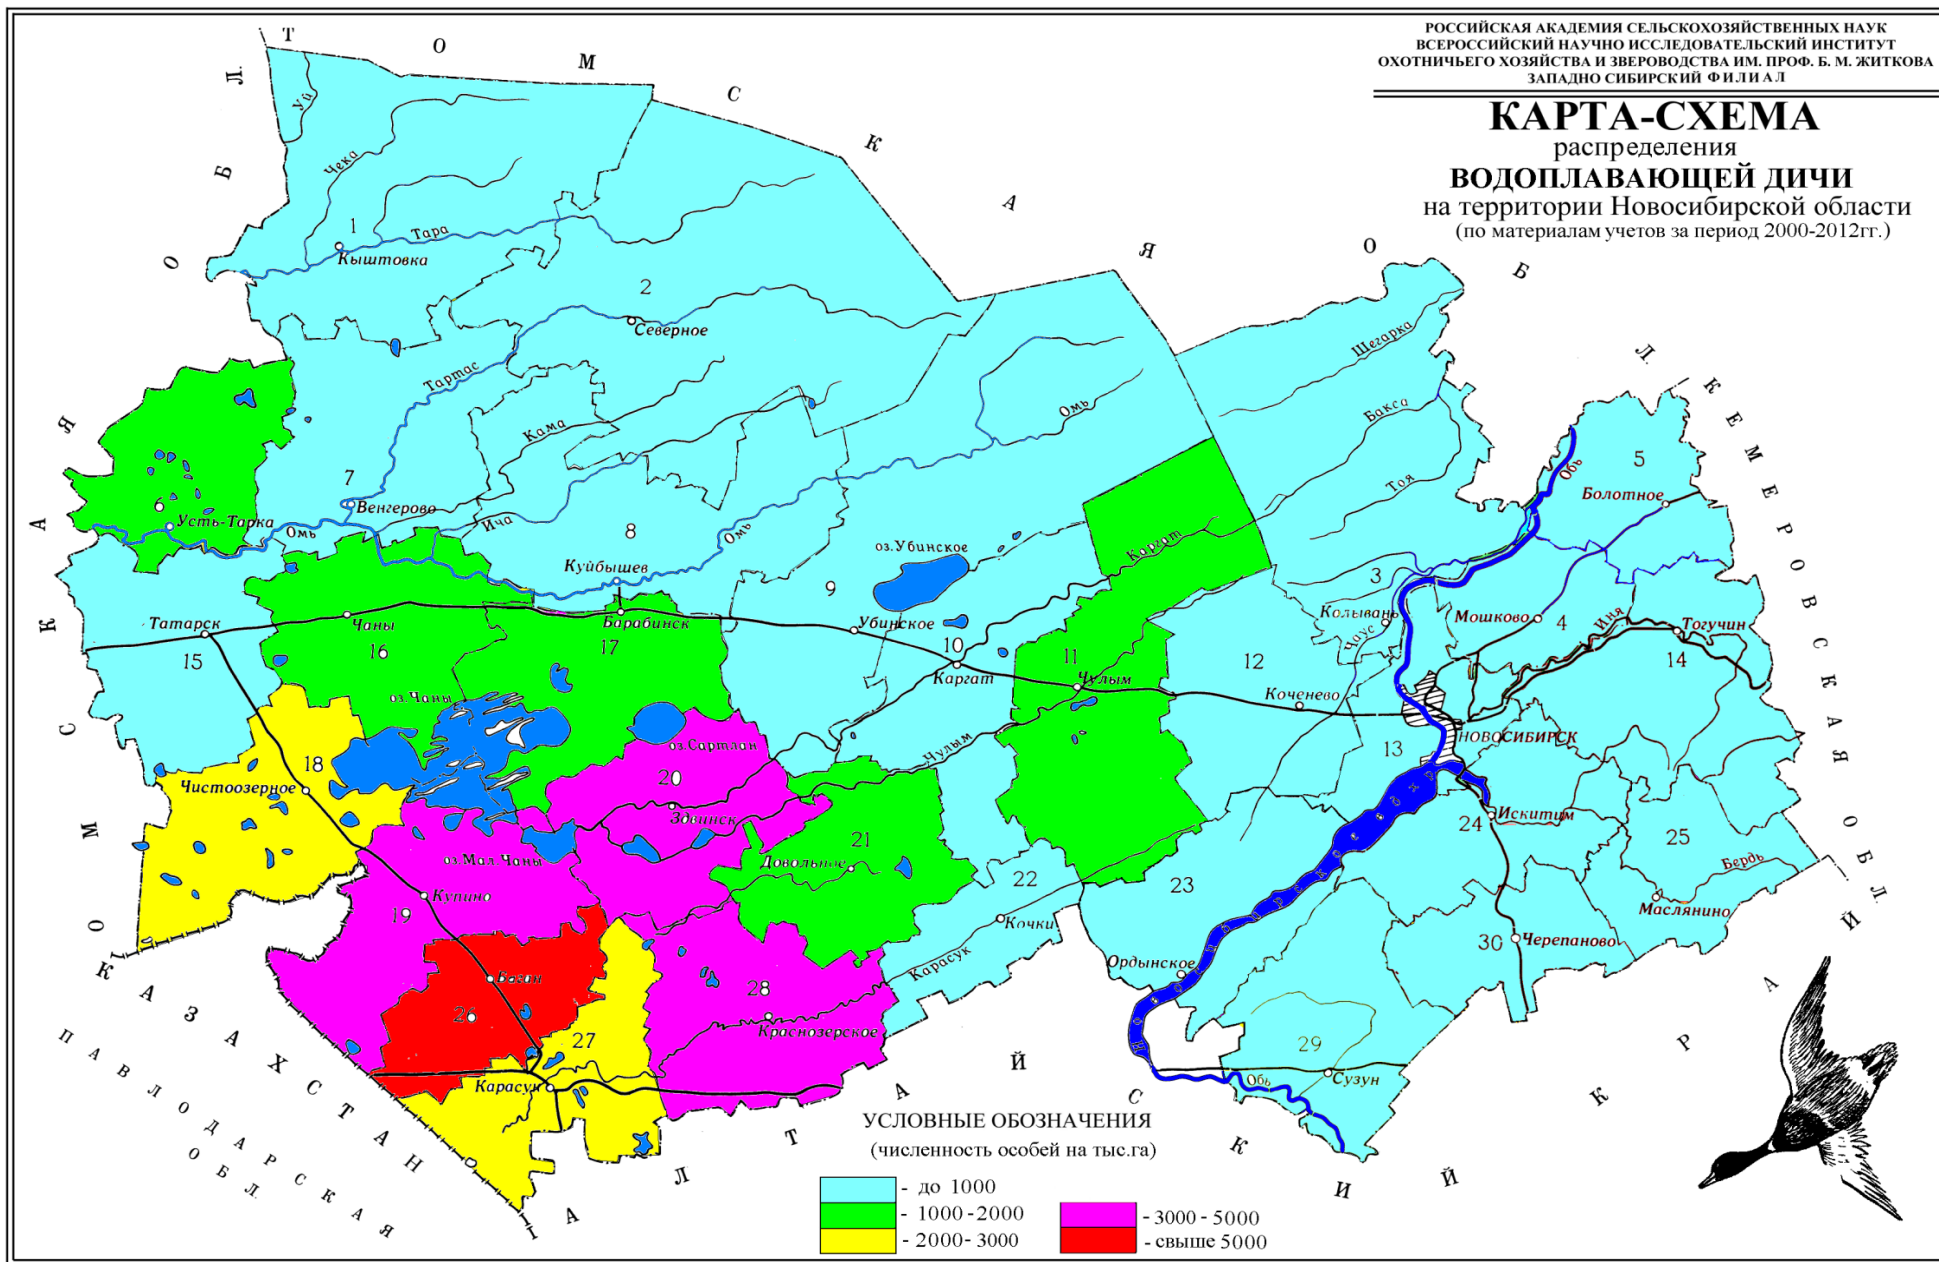 РОССИЙСКАЯ АКАДЕМИЯ СЕЛЬСКОХОЗЯЙСТВЕННЫХ НАУК
ВСЕРОССИЙСКИЙ НАУЧНО ИССЛЕДОВАТЕЛЬСКИЙ ИНСТИТУТ
ОХОТНИЧЬЕГО ХОЗЯЙСТВА И ЗВЕРОВОДСТВА ИМ. ПРОФ. Б. М. ЖИТКОВА
ЗАПАДНО СИБИРСКИЙ ФИЛИАЛ
КАРТА-СХЕМА
распределения
ВОДОПЛАВАЮЩЕЙ ДИЧИ
на территории Новосибирской области
(по материалам учетов за период 2000-2012гг.)
ТОМСКАЯ ОБЛ.
КЕМЕРОВСКАЯ ОБЛ.
АЛТАЙСКИЙ КРАЙ
КАЗАХСТАН
ПАВЛОДАРСКАЯ
ОБЛ.
ОМСКАЯ ОБЛ.
Уй
Чека
1
Тара
Кыштовка
2
Северное
Тартас
Кама
Шегарка
Бакса
Омь
Тоя
Обь
5
Болотное
7
Венгерово
6
Усть-Тарка
Омь
Ича
8
Омь
Куйбышев
оз.Убинское
Каргат
9
3
Колывань
Чаус
Мошково
4
Иня
Тогучин
14
Татарск
15
Чаны
16
Барабинск
17
Убинское
10
Каргат
11
Чулым
12
Коченево
оз.Чаны
оз.Сартлан
Чулым
13
НОВОСИБИРСК
18
Чистоозерное
20
Здвинск
Искитим
24
25
оз.Мал.Чаны
21
Довольное
Бердь
Маслянино
22
23
Купино
19
Кочки
30
Черепаново
Карасук
Ордынское
Баган
26
28
Краснозерское
27
29
Карасук
Обь
Сузун
УСЛОВНЫЕ ОБОЗНАЧЕНИЯ
(численность особей на тыс.га)
- до 1000
- 1000-2000
- 2000-3000
- 3000 - 5000
- свыше 5000